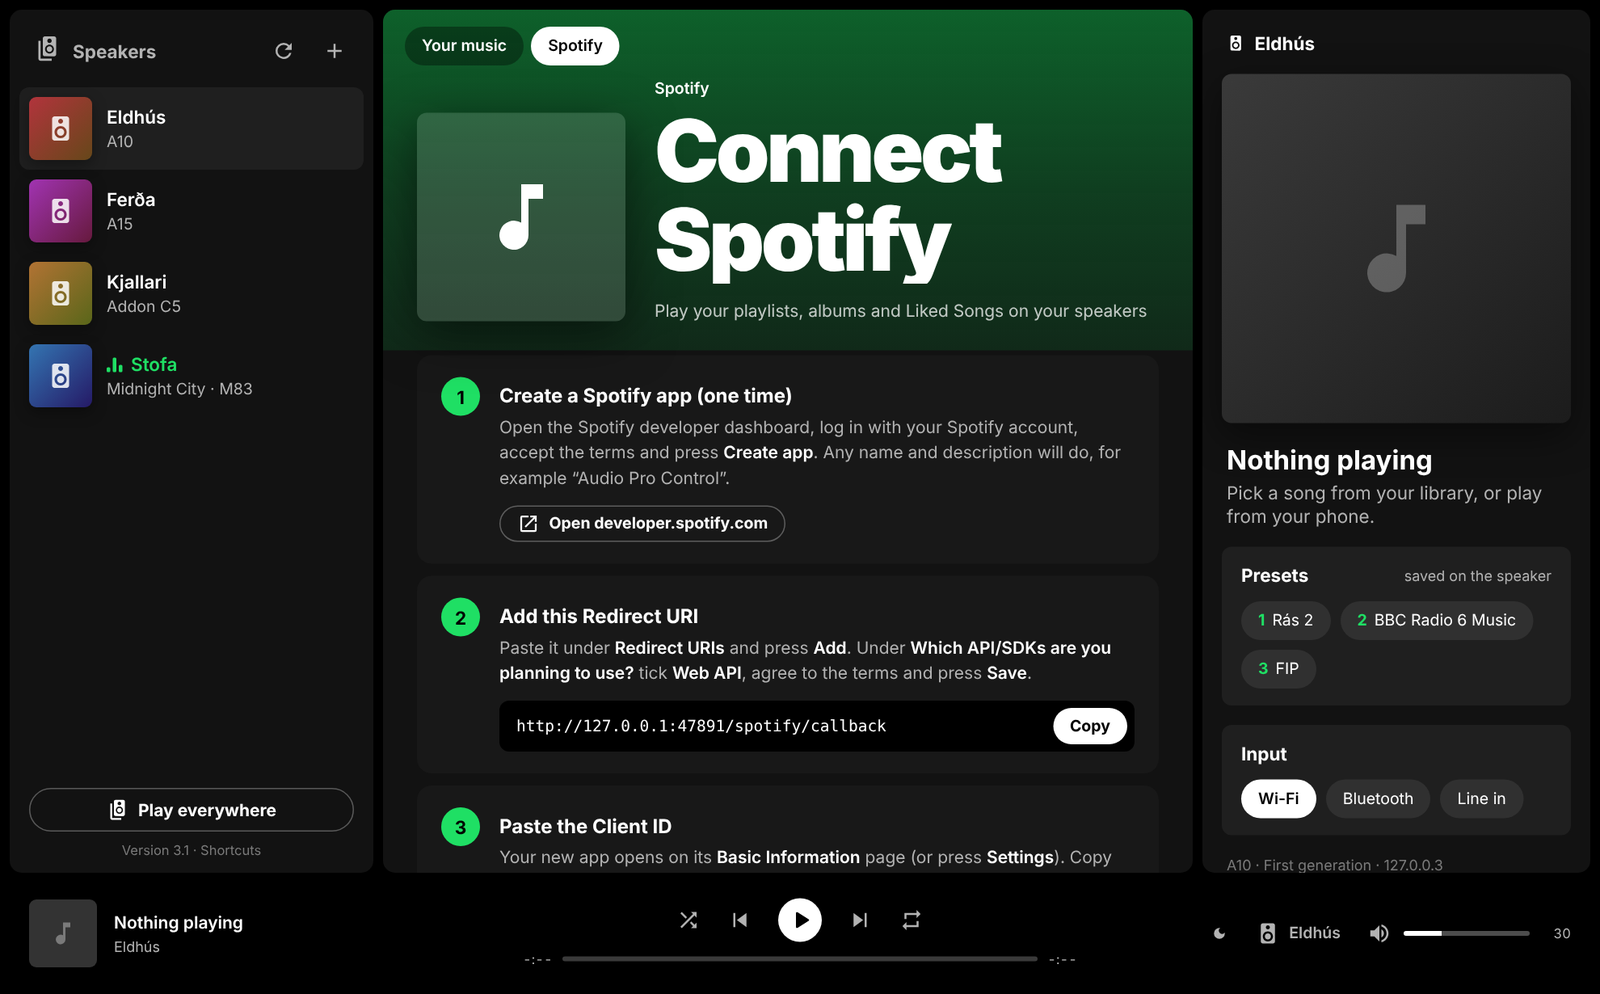 Speakers
Eldhús
A10
Ferða
A15
Kjallari
Addon C5
Stofa
Midnight City · M83
Play everywhere
Version 3.1 · Shortcuts
Your music
Spotify
Spotify
Connect
Spotify
Play your playlists, albums and Liked Songs on your speakers
1
Create a Spotify app (one time)
Open the Spotify developer dashboard, log in with your Spotify account,
accept the terms and press Create app. Any name and description will do, for
example “Audio Pro Control”.
Open developer.spotify.com
2
Add this Redirect URI
Paste it under Redirect URIs and press Add. Under Which API/SDKs are you
planning to use? tick Web API, agree to the terms and press Save.
http://127.0.0.1:47891/spotify/callback
Copy
3
Paste the Client ID
Your new app opens on its Basic Information page (or press Settings). Copy
Eldhús
Nothing playing
Pick a song from your library, or play
from your phone.
Presets
saved on the speaker
1 Rás 2
2 BBC Radio 6 Music
3 FIP
Input
Wi-Fi
Bluetooth
Line in
A10 · First generation · 127.0.0.3
Nothing playing
Eldhús
-:--
-:--
Eldhús
30